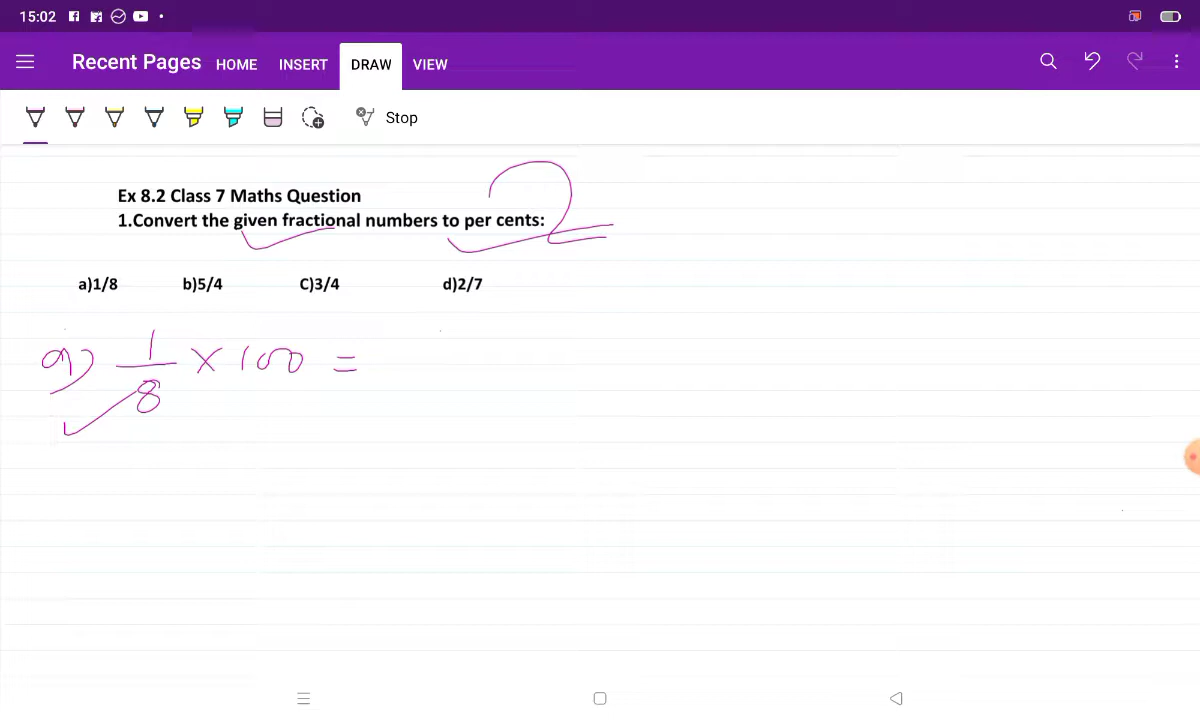 15:02
Recent Pages HOME INSERT DRAW VIEW
Stop
Ex 8.2 Class 7 Maths Question
1.Convert the given fractional numbers to per cents:
a)1/8 b)5/4 C)3/4 d)2/7
a) 1/8 × 100 =